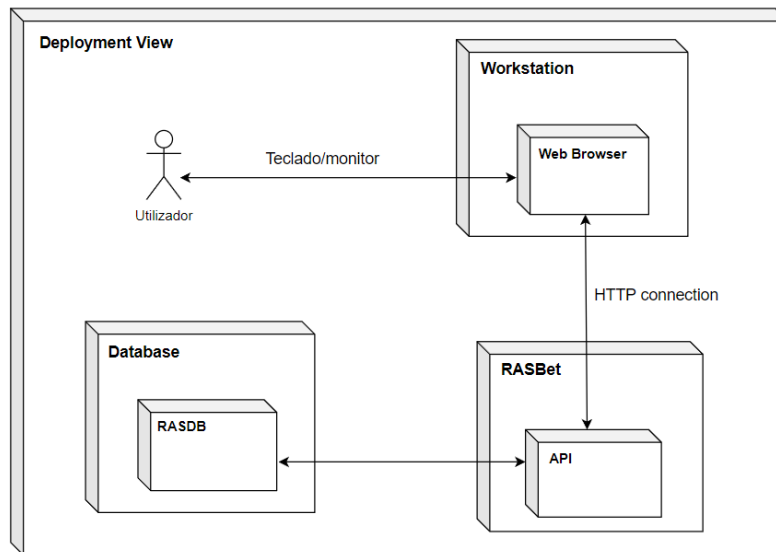 Deployment View
Workstation
Web Browser
Teclado/monitor
Utilizador
HTTP connection
Database
RASDB
RASBet
API